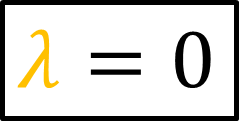 λ = 0